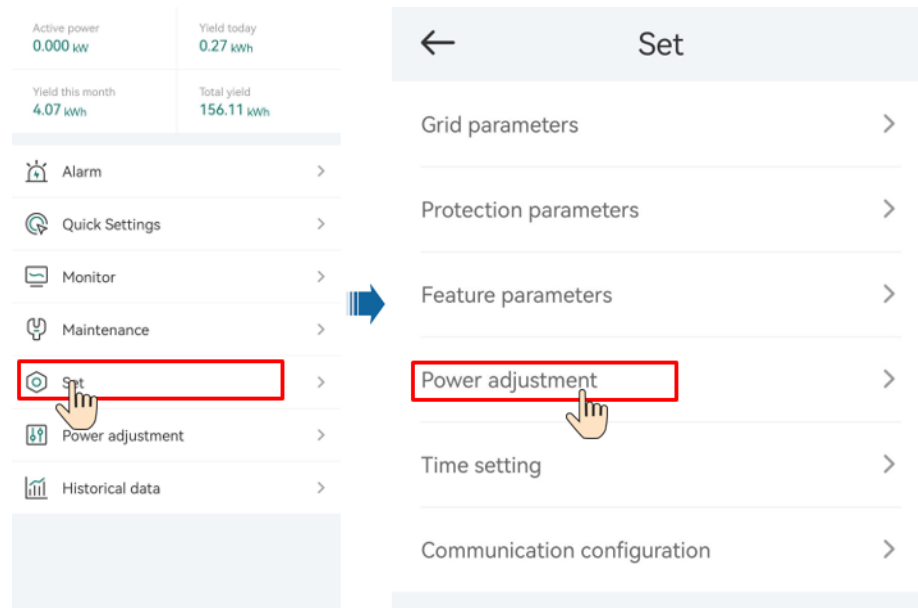 Active power
0.000 kW
Yield today
0.27 kWh
Yield this month
4.07 kWh
Total yield
156.11 kWh
Alarm
Quick Settings
Monitor
Maintenance
Set
Power adjustment
Historical data
Set
Grid parameters
Protection parameters
Feature parameters
Power adjustment
Time setting
Communication configuration